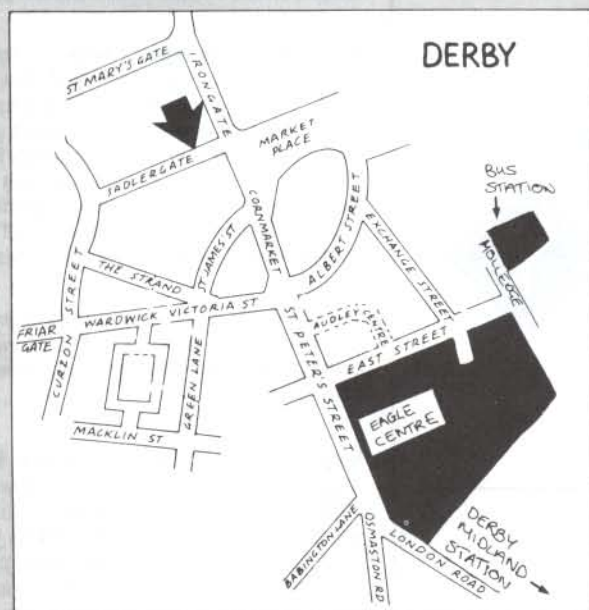 DERBY
ST MARY'S GATE
IRONGATE
SADLERGATE
MARKET
PLACE
BUS
STATION
MOLLEDGE
CORNMARKET
ST JAMES' ST
ALBERT STREET
EXCHANGE STREET
THE STRAND
CURZON STREET
FRIAR
GATE
WARDWICK
VICTORIA ST
AUDLEY CENTRE
ST PETER'S STREET
EAST STREET
GREEN LANE
MACKLIN ST
EAGLE
CENTRE
BABINGTON LANE
OSMASTON RD
LONDON ROAD
DERBY
MIDLAND
STATION